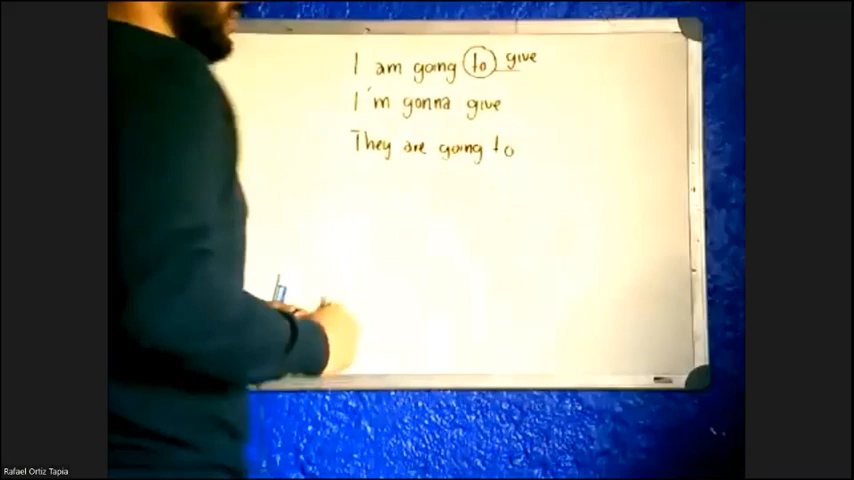 I am going to give
I'm gonna give
They are going to
Rafael Ortiz Tapia